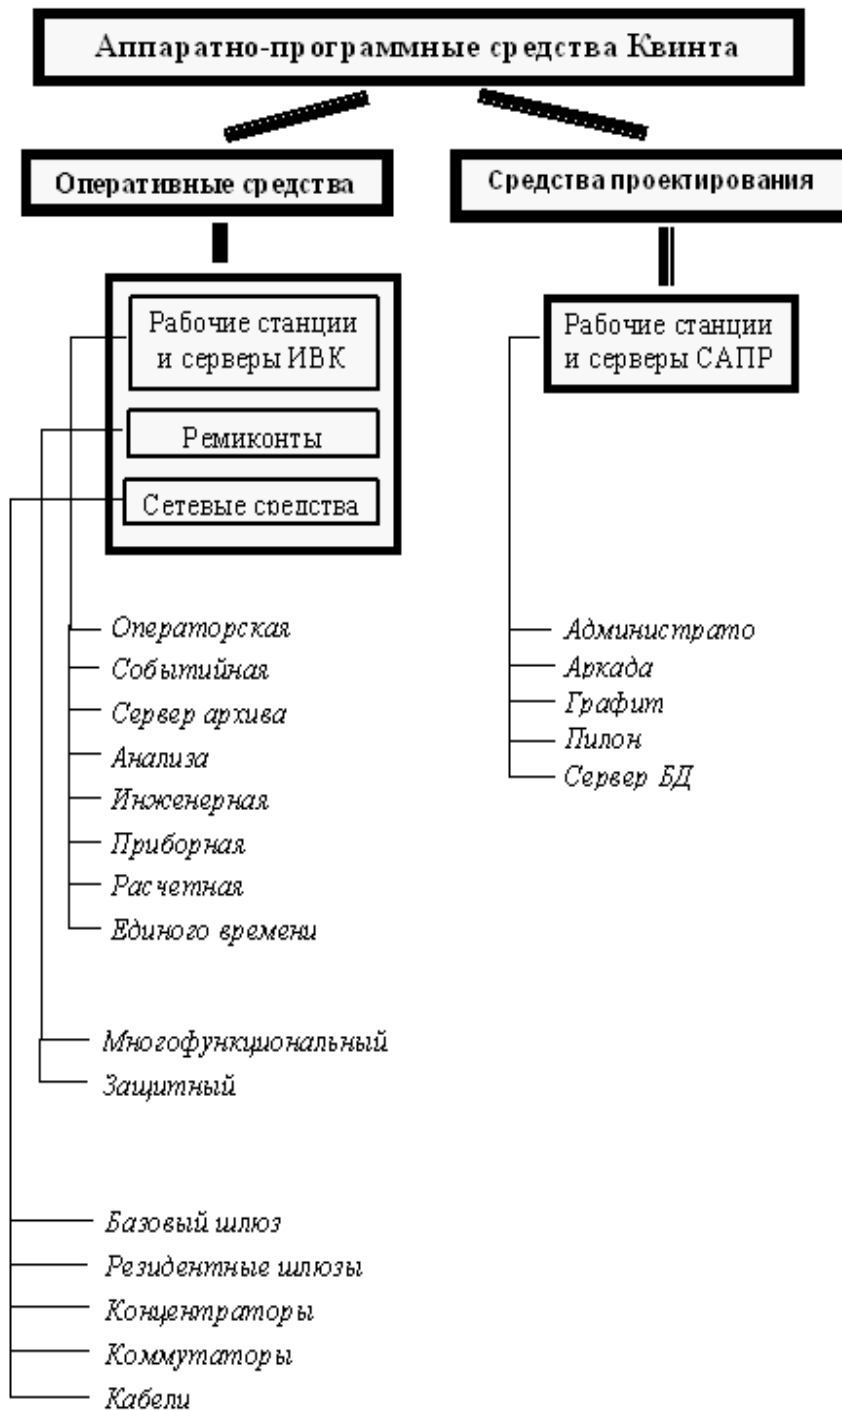 Аппаратно-программные средства Квинта
Оперативные средства
Средства проектирования
Рабочие станции
и серверы ИВК
Ремиконты
Сетевые средства
Рабочие станции
и серверы САПР
Операторская
Событийная
Сервер архива
Анализа
Инженерная
Приборная
Расчетная
Единого времени
Администрато
Аркада
Графит
Пилон
Сервер БД
Многофункциональный
Защитный
Базовый шлюз
Резидентные шлюзы
Концентраторы
Коммутаторы
Кабели